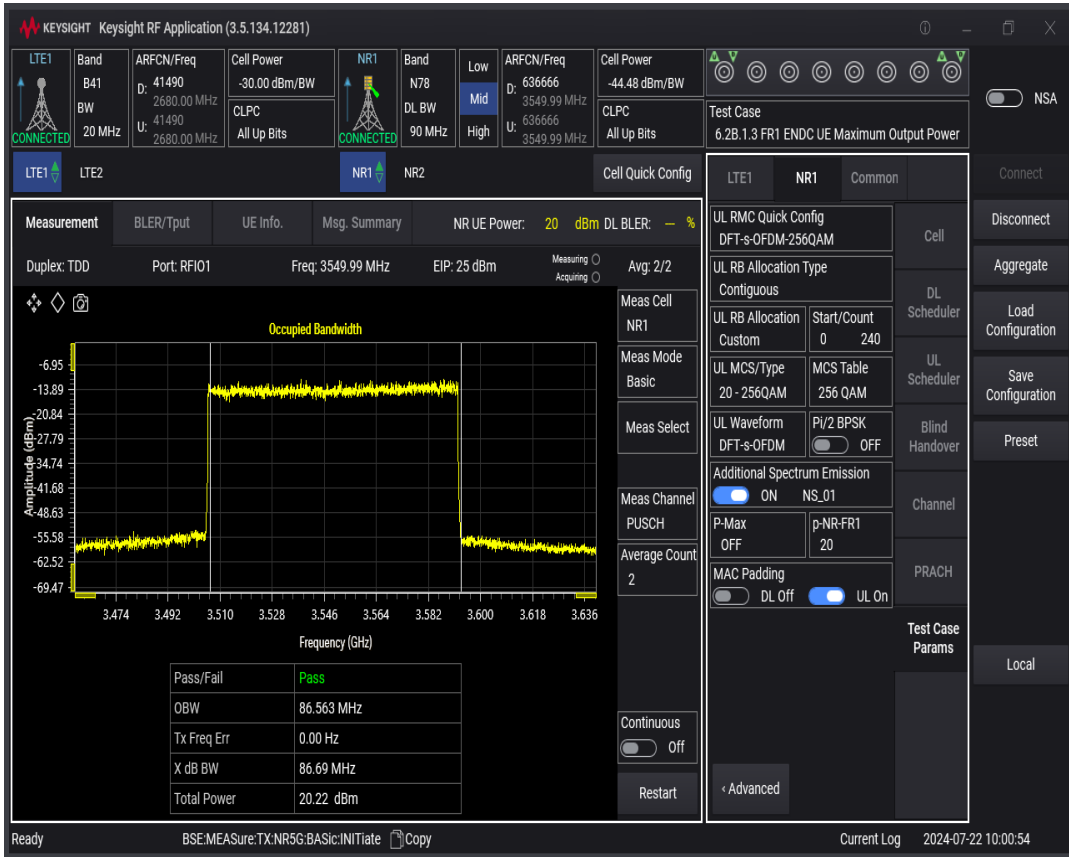 KEYSIGHT Keysight RF Application (3.5.134.12281)
LTE1
CONNECTED
Band
B41
BW
20 MHz
ARFCN/Freq
D: 41490
2680.00 MHz
U: 41490
2680.00 MHz
Cell Power
-30.00 dBm/BW
CLPC
All Up Bits
NR1
CONNECTED
Band
N78
DL BW
90 MHz
Low
Mid
High
ARFCN/Freq
D: 636666
3549.99 MHz
U: 636666
3549.99 MHz
Cell Power
-44.48 dBm/BW
CLPC
All Up Bits
Test Case
6.2B.1.3 FR1 ENDC UE Maximum Output Power
NSA
LTE1 LTE2
NR1 NR2
Cell Quick Config
Measurement BLER/Tput UE Info. Msg. Summary NR UE Power: 20 dBm DL BLER: -- %
Duplex: TDD Port: RFIO1 Freq: 3549.99 MHz EIP: 25 dBm Measuring Acquiring Avg: 2/2
Occupied Bandwidth
Amplitude (dBm)
-6.95
-13.89
-20.84
-27.79
-34.74
-41.68
-48.63
-55.58
-62.52
-69.47
3.474 3.492 3.510 3.528 3.546 3.564 3.582 3.600 3.618 3.636
Frequency (GHz)
Pass/Fail Pass
OBW 86.563 MHz
Tx Freq Err 0.00 Hz
X dB BW 86.69 MHz
Total Power 20.22 dBm
Meas Cell
NR1
Meas Mode
Basic
Meas Select
Meas Channel
PUSCH
Average Count
2
Continuous
Off
Restart
LTE1 NR1 Common
UL RMC Quick Config
DFT-s-OFDM-256QAM
UL RB Allocation Type
Contiguous
UL RB Allocation
Custom
Start/Count
0 240
UL MCS/Type
20 - 256QAM
MCS Table
256 QAM
UL Waveform
DFT-s-OFDM
Pi/2 BPSK
OFF
Additional Spectrum Emission
ON NS_01
P-Max
OFF
p-NR-FR1
20
MAC Padding
DL Off UL On
‹ Advanced
Cell
DL
Scheduler
UL
Scheduler
Blind
Handover
Channel
PRACH
Test Case
Params
Connect
Disconnect
Aggregate
Load
Configuration
Save
Configuration
Preset
Local
Ready BSE:MEASure:TX:NR5G:BASic:INITiate Copy Current Log 2024-07-22 10:00:54